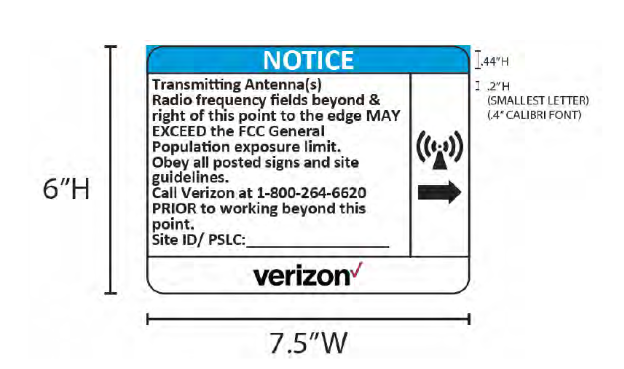 NOTICE
.44"H
Transmitting Antenna(s)
Radio frequency fields beyond &
right of this point to the edge MAY
EXCEED the FCC General
Population exposure limit.
Obey all posted signs and site
guidelines.
Call Verizon at 1-800-264-6620
PRIOR to working beyond this
point.
Site ID/ PSLC:____________________
.2"H
(SMALLEST LETTER)
(.4" CALIBRI FONT)
6"H
verizon
7.5"W